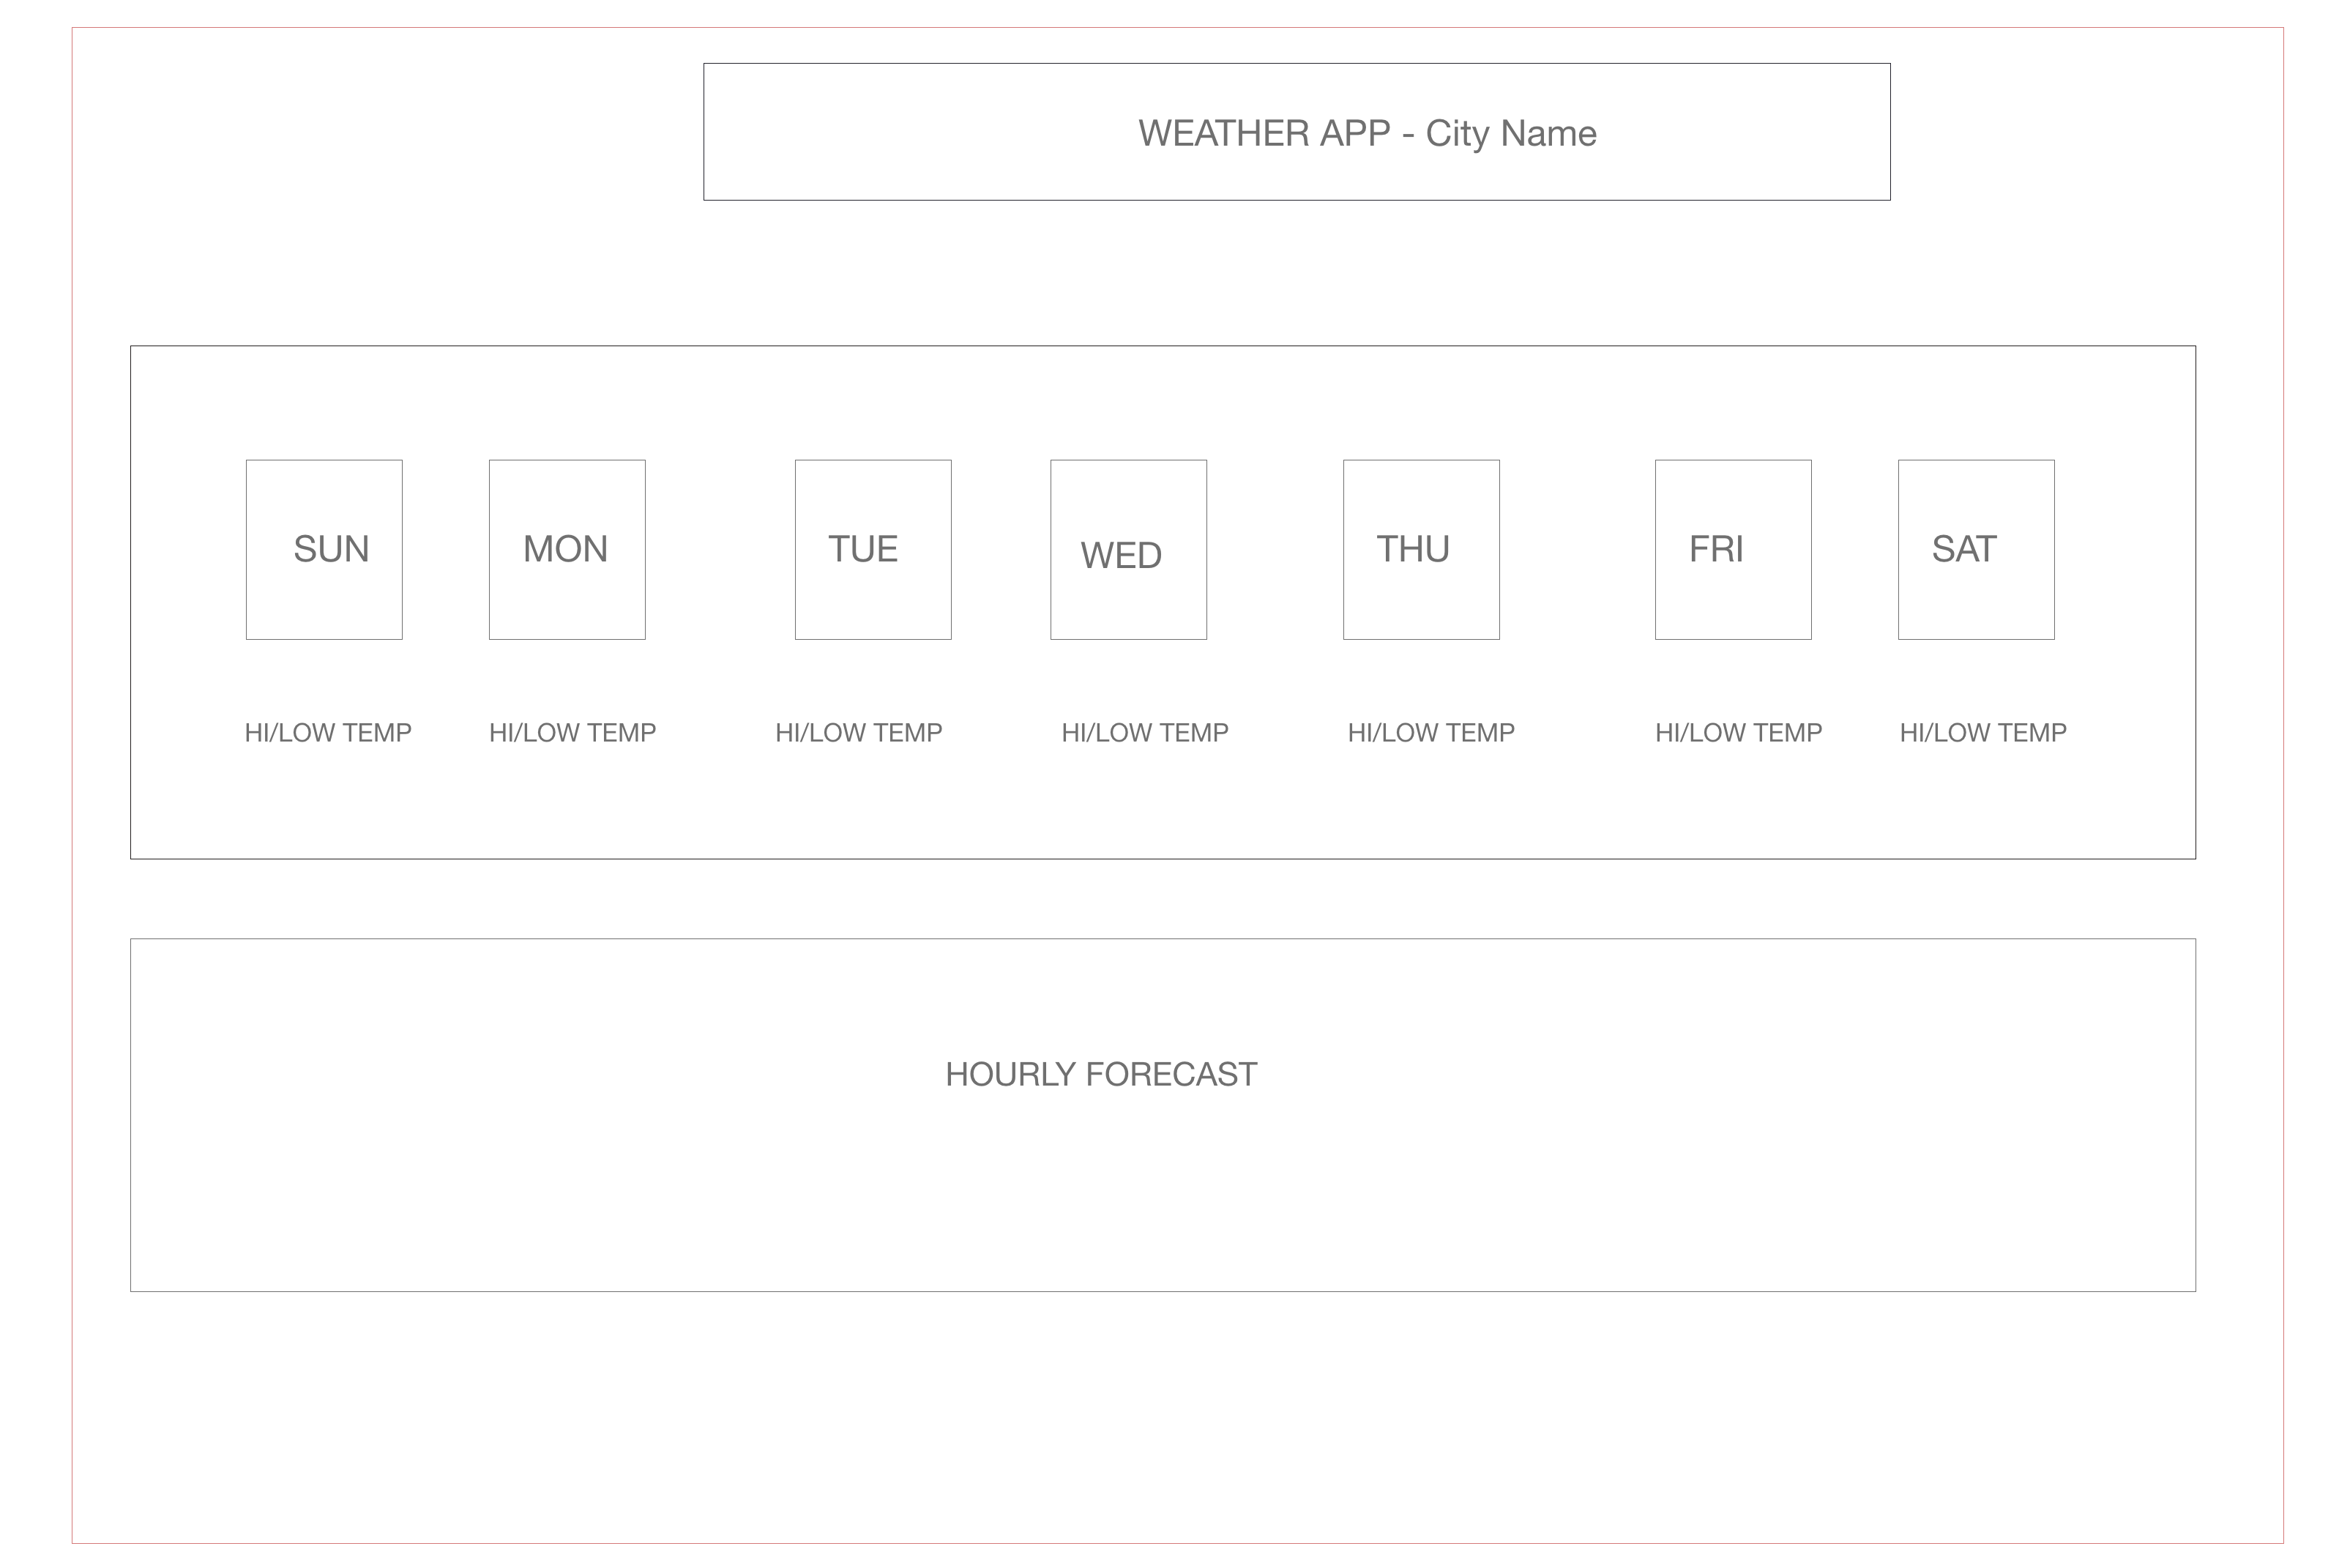 WEATHER APP - City Name
SUN MON TUE WED THU FRI SAT
HI/LOW TEMP HI/LOW TEMP HI/LOW TEMP HI/LOW TEMP HI/LOW TEMP HI/LOW TEMP HI/LOW TEMP
HOURLY FORECAST